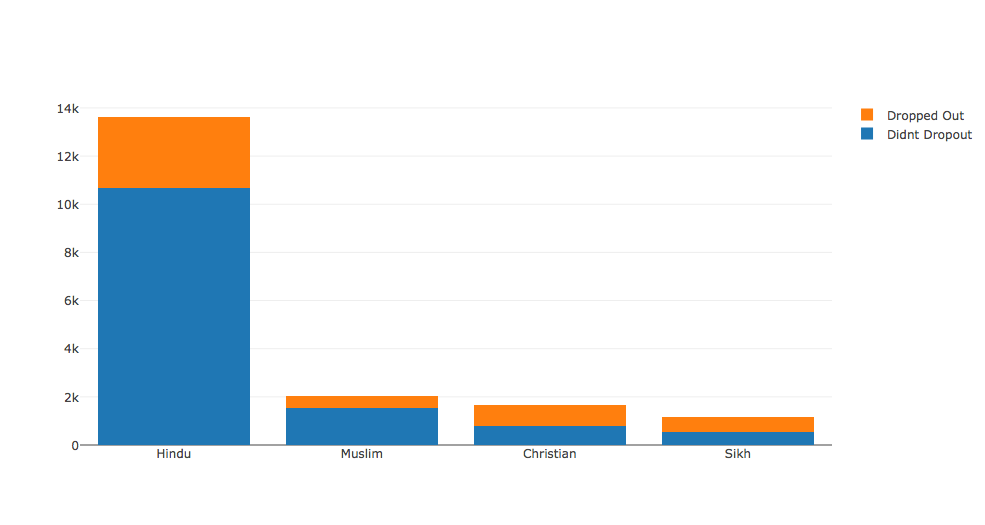 14k
12k
10k
8k
6k
4k
2k
0
Hindu
Muslim
Christian
Sikh
Dropped Out
Didnt Dropout